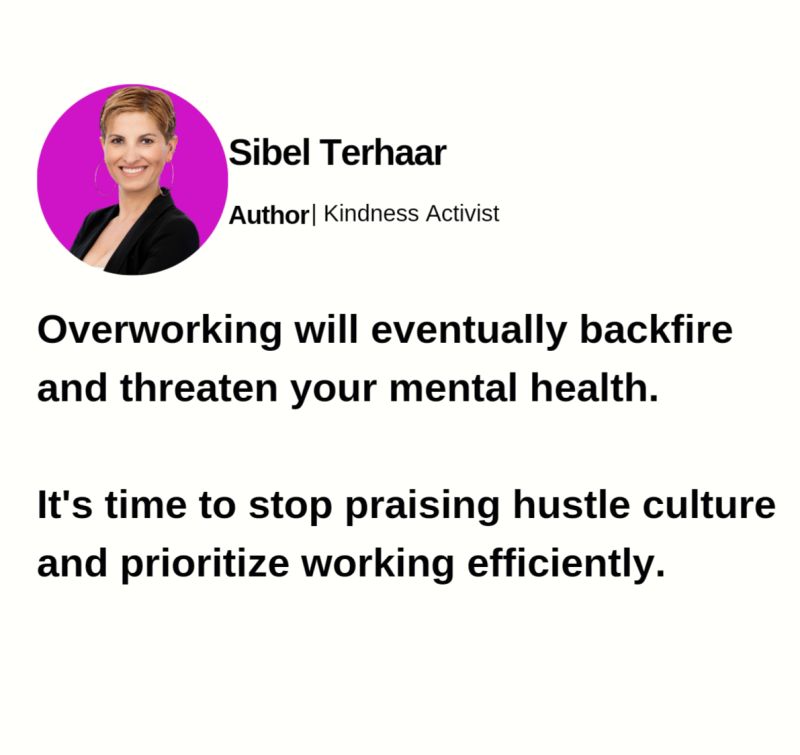 Sibel Terhaar
Author| Kindness Activist
Overworking will eventually backfire
and threaten your mental health.
It's time to stop praising hustle culture
and prioritize working efficiently.